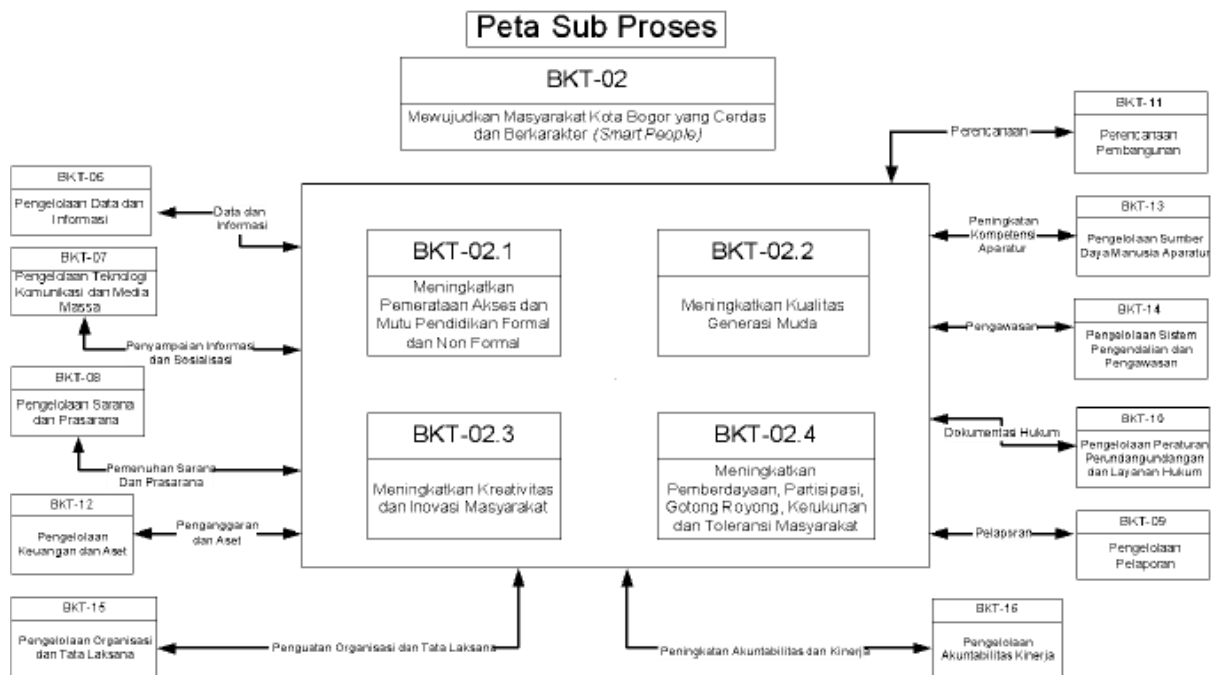 Peta Sub Proses
BKT-02
Mewujudkan Masyarakat Kota Bogor yang Cerdas
dan Berkarakter (Smart People)
BKT-06
Pengelolaan Data dan
Informasi
Data dan
Informasi
BKT-07
Pengelolaan Teknologi
Komunikasi dan Media
Massa
Penyampaian Informasi
dan Sosialisasi
BKT-08
Pengelolaan Sarana
dan Prasarana
Pemenuhan Sarana
Dan Prasarana
BKT-12
Pengelolaan
Keuangan dan Aset
Penganggaran
dan Aset
BKT-15
Pengelolaan Organisasi
dan Tata Laksana
Penguatan Organisasi dan Tata Laksana
BKT-02.1
Meningkatkan
Pemerataan Akses dan
Mutu Pendidikan Formal
dan Non Formal
BKT-02.2
Meningkatkan Kualitas
Generasi Muda
BKT-02.3
Meningkatkan Kreativitas
dan Inovasi Masyarakat
BKT-02.4
Meningkatkan
Pemberdayaan, Partisipasi,
Gotong Royong, Kerukunan
dan Toleransi Masyarakat
Perencanaan
BKT-11
Perencanaan
Pembangunan
Peningkatan
Kompetensi
Aparatur
BKT-13
Pengelolaan Sumber
Daya Manusia Aparatur
Pengawasan
BKT-14
Pengelolaan Sistem
Pengendalian dan
Pengawasan
Dokumentasi Hukum
BKT-10
Pengelolaan Peraturan
Perundangundangan
dan Layanan Hukum
Pelaporan
BKT-09
Pengelolaan
Pelaporan
Peningkatan Akuntabilitas dan Kinerja
BKT-16
Pengelolaan
Akuntabilitas Kinerja